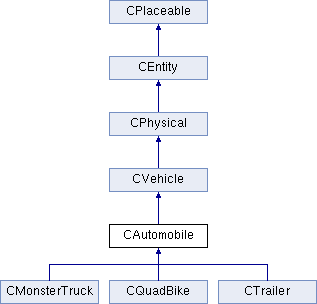 CPlaceable
CEntity
CPhysical
CVehicle
CAutomobile
CMonsterTruck
CQuadBike
CTrailer